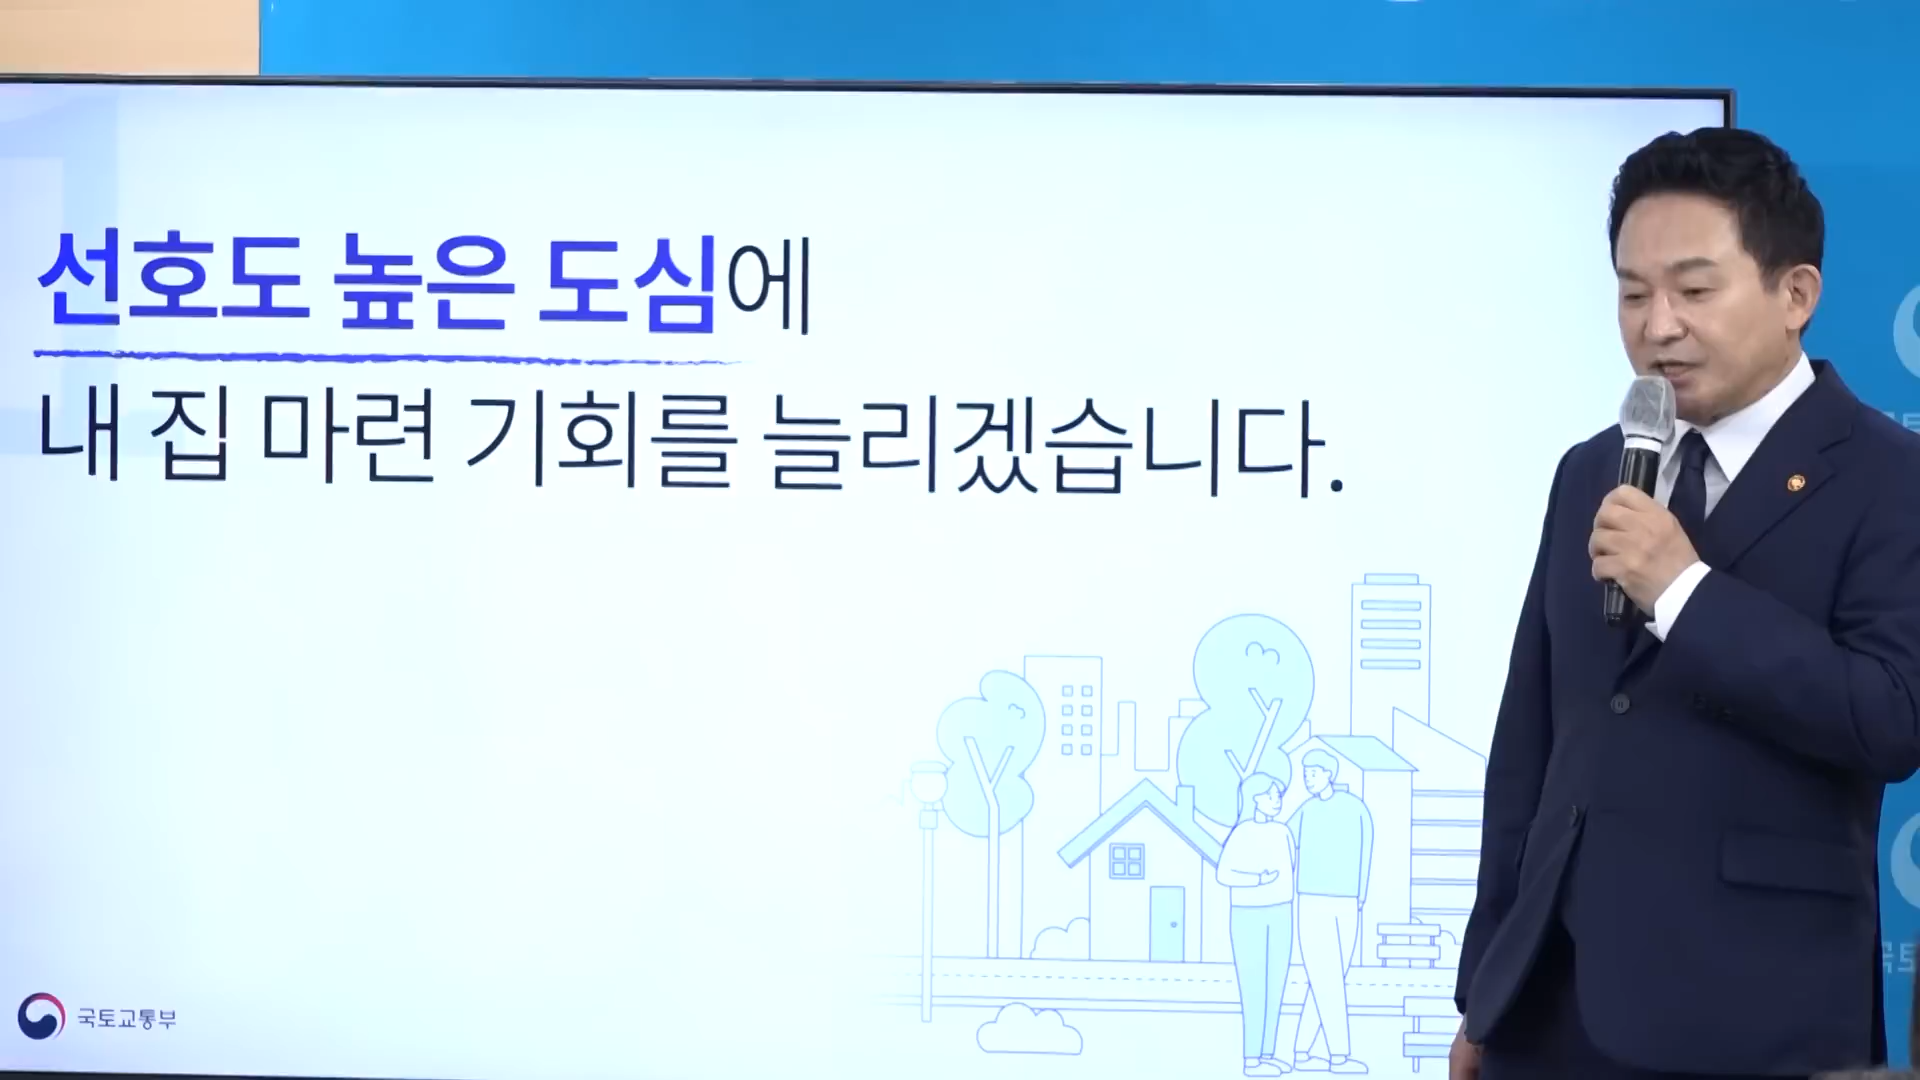 선호도 높은 도심에
내 집 마련 기회를 늘리겠습니다.
국토교통부